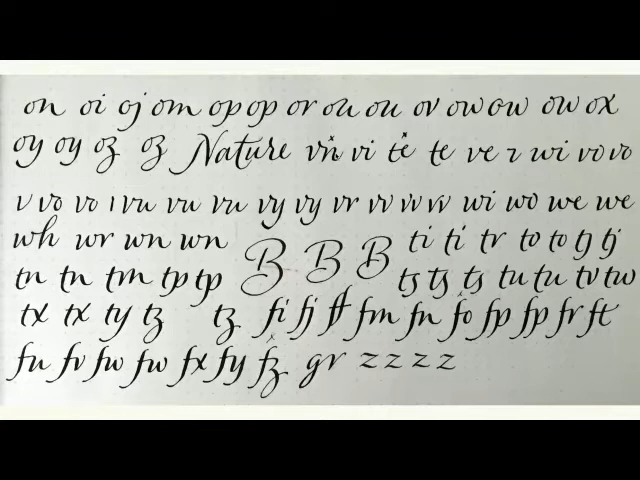 on oi oj om op op or ou ou ov ow ow ow ox
oy oy oz oz Nature vn vi te te ve v wi vo vo
v vo vo i vu vu vu vy vy vr vv vv vv wi wo we we
wh wr wn wn B B B ti ti tr to to tj tj
tn tn tm tp tp ts ts ts tu tu tv tw
tx tx ty tz tz fi fj ff fm fn fo fp fp fr ft
fu fv fw fw fx fy fz gr z z z z